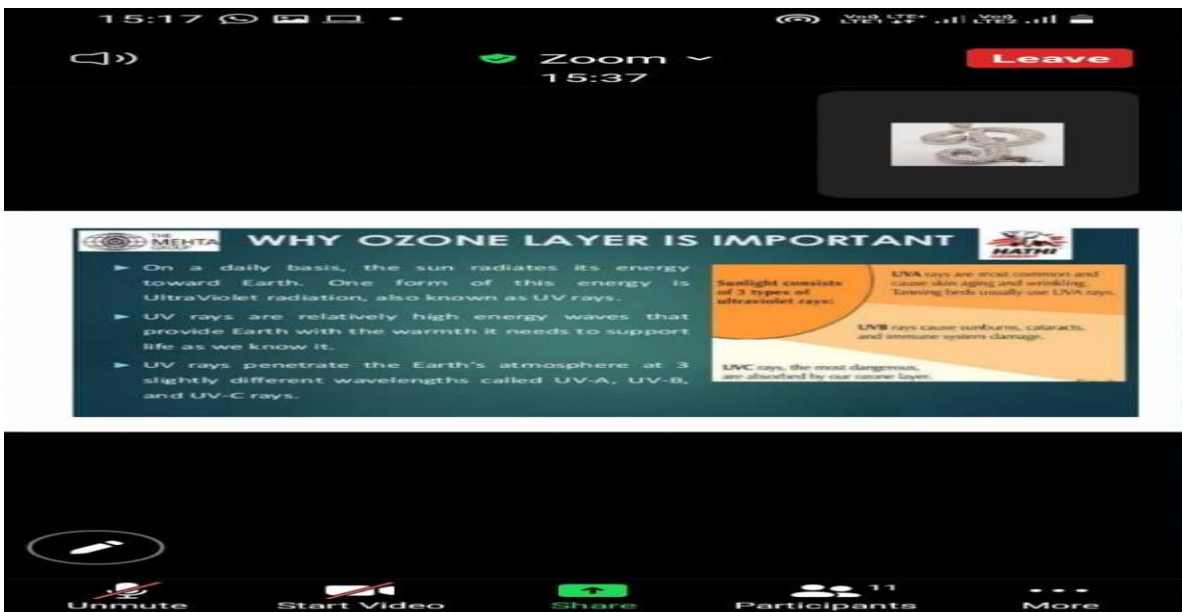 15:17
VoO LTE+
LTE1
VoO
LTE2
Zoom
15:37
Leave
THE
MEHTA
GROUP
WHY OZONE LAYER IS IMPORTANT
HATHI
► On a daily basis, the sun radiates its energy
toward Earth. One form of this energy is
UltraViolet radiation, also known as UV rays.
► UV rays are relatively high energy waves that
provide Earth with the warmth it needs to support
life as we know it.
► UV rays penetrate the Earth's atmosphere at 3
slightly different wavelengths called UV-A, UV-B,
and UV-C rays.
Sunlight consists
of 3 types of
ultraviolet rays:
UVA rays are most common and
cause skin aging and wrinkling.
Tanning beds usually use UVA rays.
UVB rays cause sunburns, cataracts,
and immune system damage.
UVC rays, the most dangerous,
are absorbed by our ozone layer.
Unmute
Start Video
Share
11
Participants
More